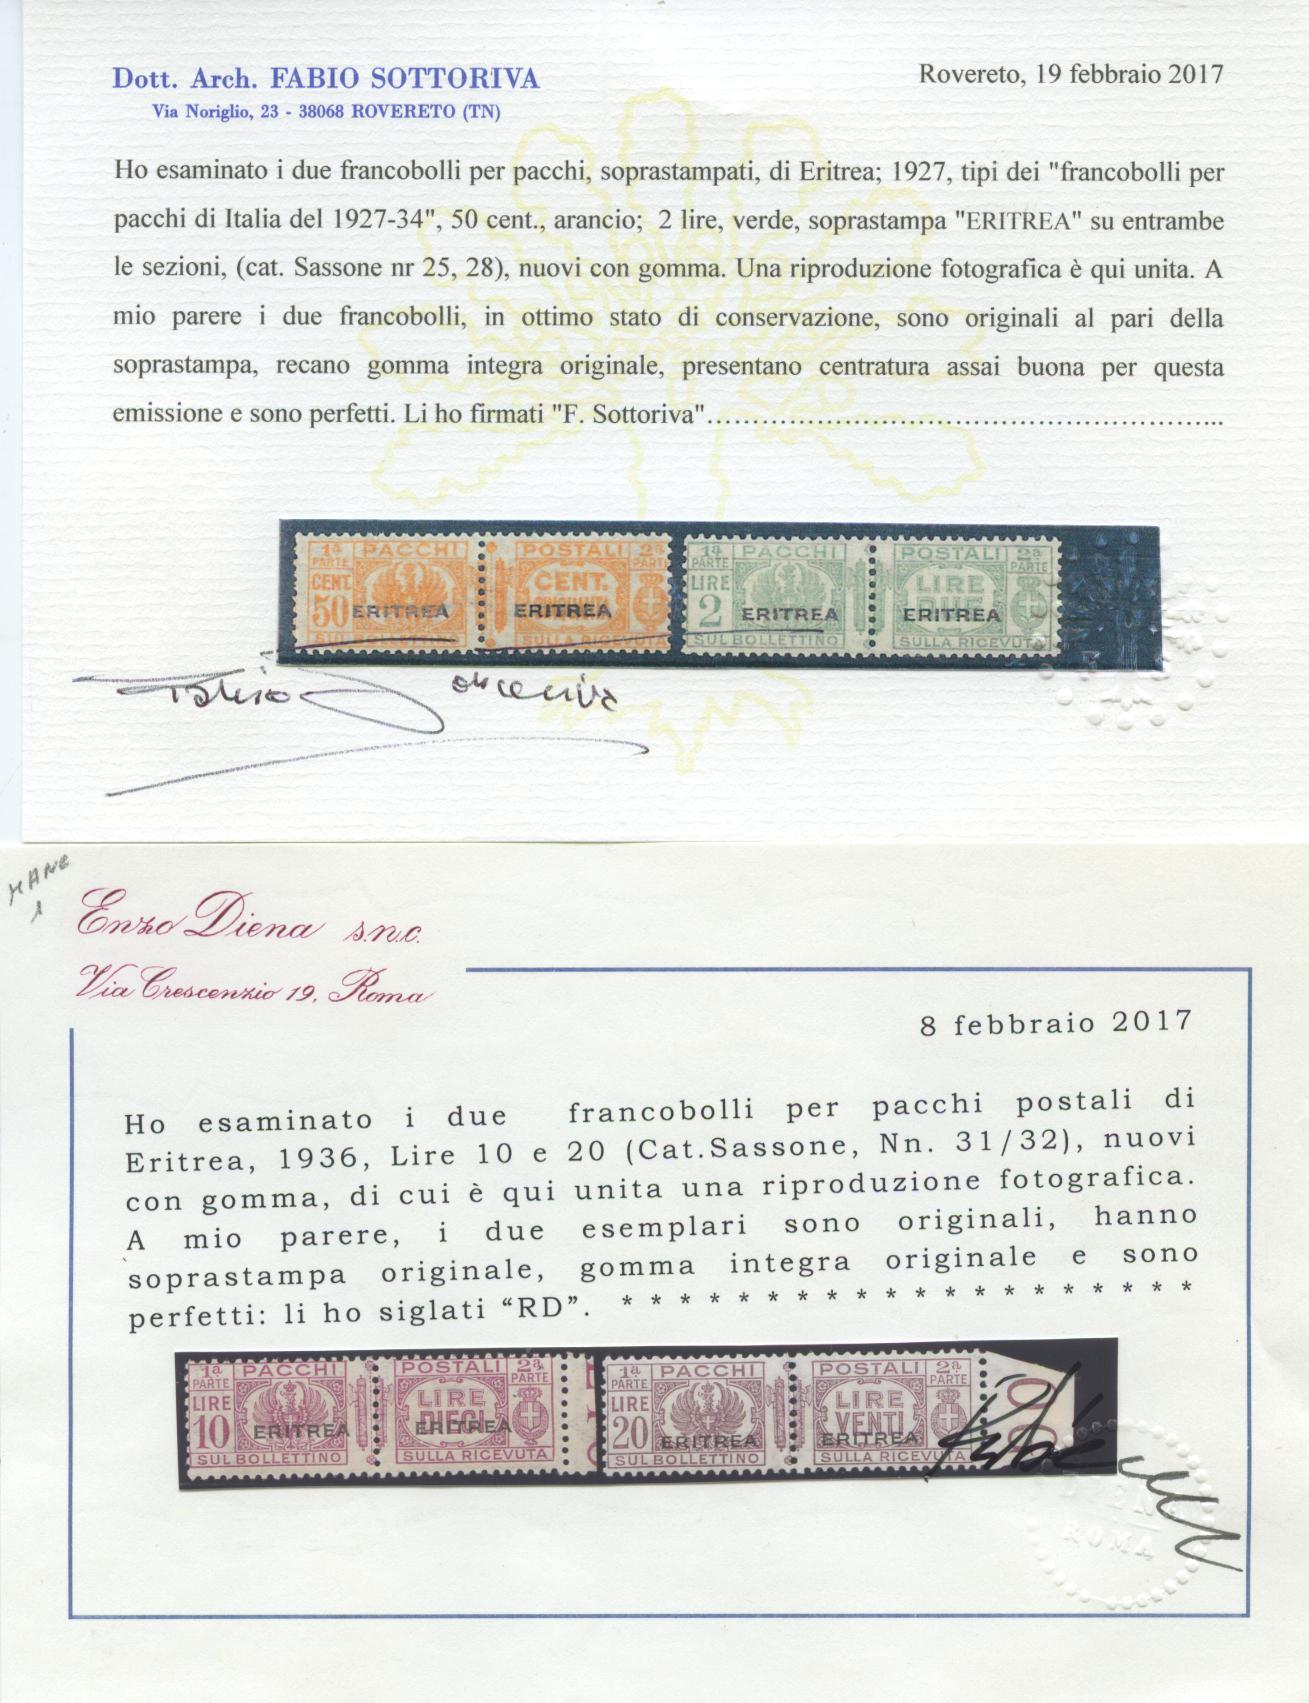 Dott. Arch. FABIO SOTTORIVA
Via Noriglio, 23 - 38068 ROVERETO (TN)
Rovereto, 19 febbraio 2017
Ho esaminato i due francobolli per pacchi, soprastampati, di Eritrea; 1927, tipi dei "francobolli per
pacchi di Italia del 1927-34", 50 cent., arancio; 2 lire, verde, soprastampa "ERITREA" su entrambe
le sezioni, (cat. Sassone nr 25, 28), nuovi con gomma. Una riproduzione fotografica è qui unita. A
mio parere i due francobolli, in ottimo stato di conservazione, sono originali al pari della
soprastampa, recano gomma integra originale, presentano centratura assai buona per questa
emissione e sono perfetti. Li ho firmati "F. Sottoriva"..........................................................
1a PARTE PACCHI POSTALI 2a PARTE
CENT. 50 CENT. CINQUANTA
ERITREA ERITREA
SUL BOLLETTINO SULLA RICEVUTA
1a PARTE PACCHI POSTALI 2a PARTE
LIRE 2 LIRE DUE
ERITREA ERITREA
SUL BOLLETTINO SULLA RICEVUTA
Enzo Diena s.n.c.
Via Crescenzio 19, Roma
8 febbraio 2017
Ho esaminato i due francobolli per pacchi postali di
Eritrea, 1936, Lire 10 e 20 (Cat.Sassone, Nn. 31/32), nuovi
con gomma, di cui è qui unita una riproduzione fotografica.
A mio parere, i due esemplari sono originali, hanno
soprastampa originale, gomma integra originale e sono
perfetti: li ho siglati “RD”. * * * * * * * * * * * * * * * * * * * *
1a PARTE PACCHI POSTALI 2a PARTE
LIRE 10 LIRE DIECI
ERITREA ERITREA
SUL BOLLETTINO SULLA RICEVUTA
1a PARTE PACCHI POSTALI 2a PARTE
LIRE 20 LIRE VENTI
ERITREA ERITREA
SUL BOLLETTINO SULLA RICEVUTA
DIENA
ROMA